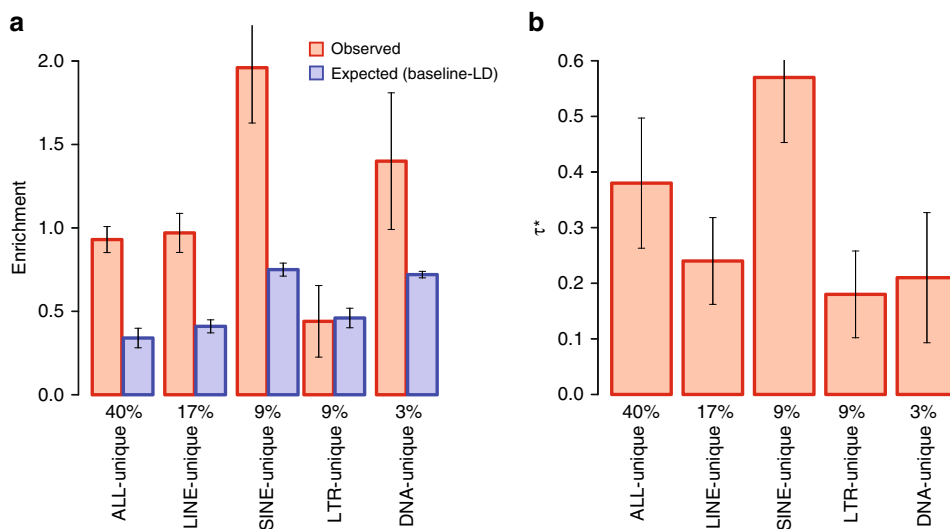 a
Enrichment
2.0
1.5
1.0
0.5
0.0
Observed
Expected (baseline-LD)
40%
17%
9%
9%
3%
ALL-unique
LINE-unique
SINE-unique
LTR-unique
DNA-unique
b
τ*
0.6
0.5
0.4
0.3
0.2
0.1
0.0
40%
17%
9%
9%
3%
ALL-unique
LINE-unique
SINE-unique
LTR-unique
DNA-unique